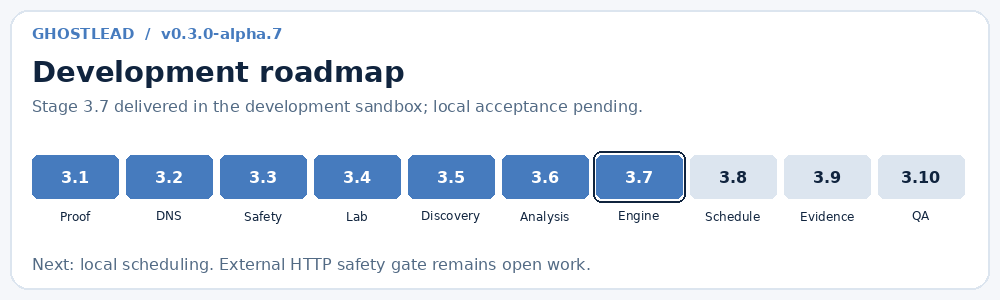 GHOSTLEAD / v0.3.0-alpha.7
Development roadmap
Stage 3.7 delivered in the development sandbox; local acceptance pending.
3.1 3.2 3.3 3.4 3.5 3.6 3.7 3.8 3.9 3.10
Proof DNS Safety Lab Discovery Analysis Engine Schedule Evidence QA
Next: local scheduling. External HTTP safety gate remains open work.